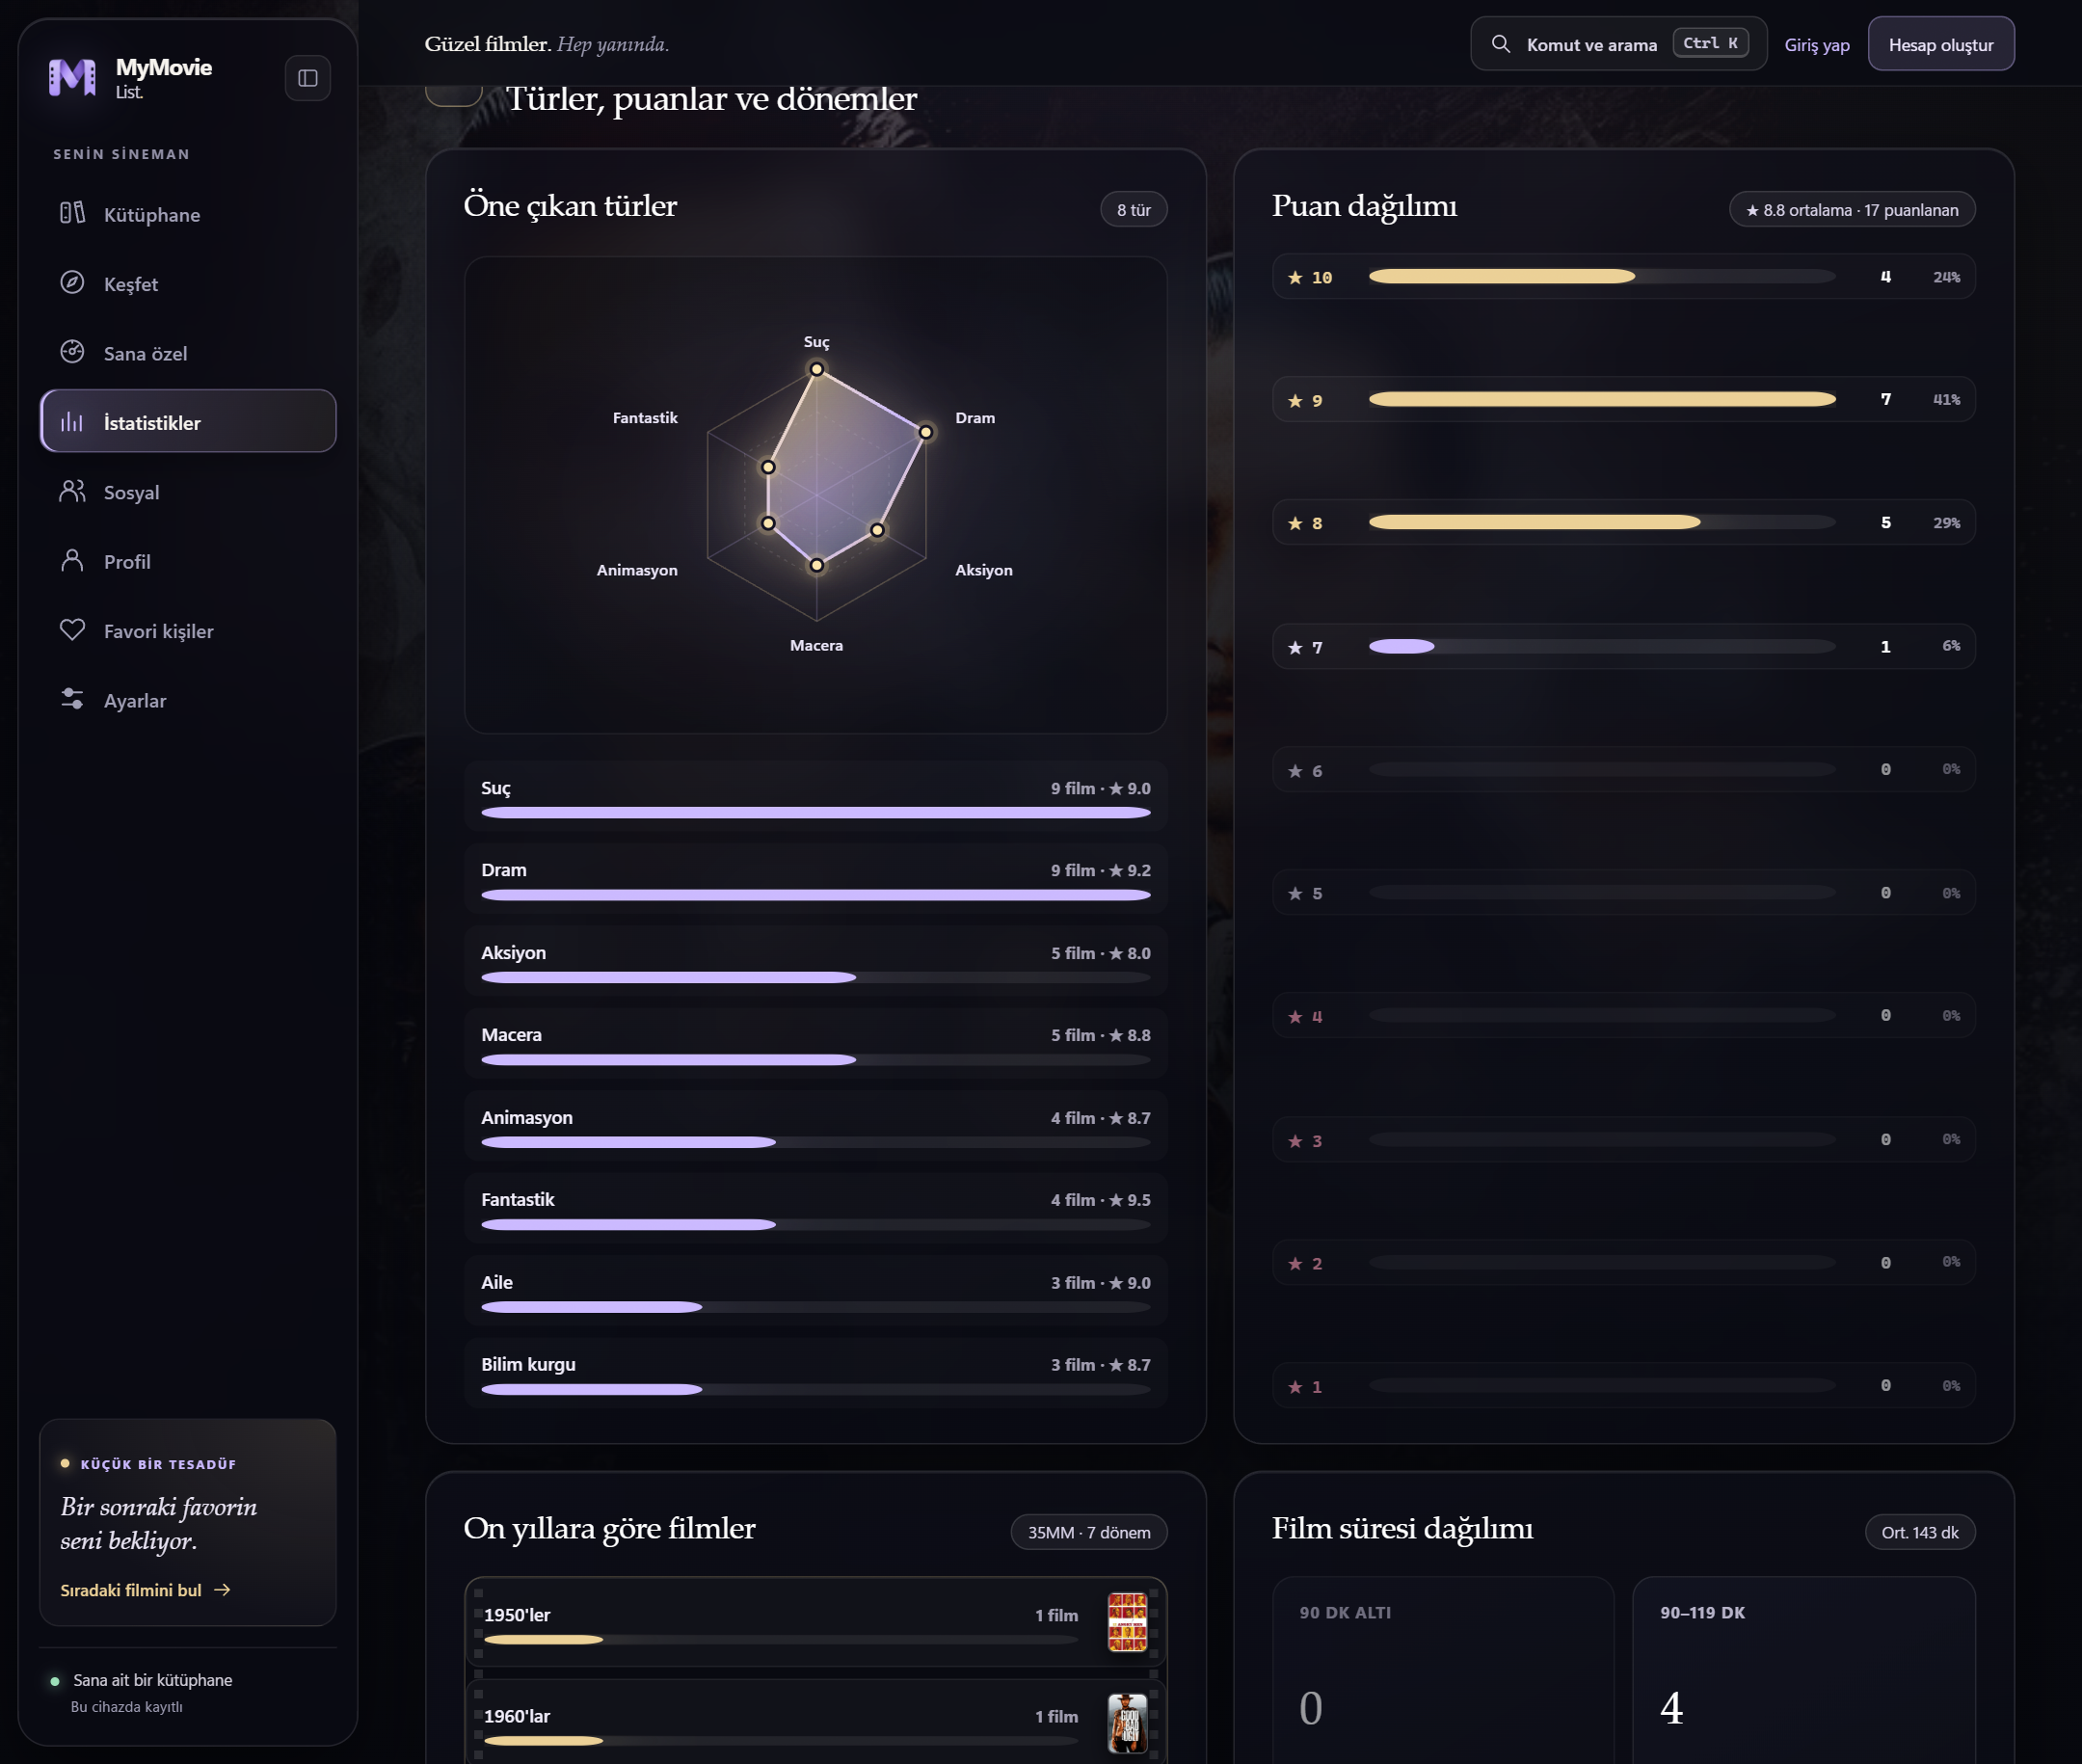 MyMovie
List.
SENİN SİNEMAN
Kütüphane
Keşfet
Sana özel
İstatistikler
Sosyal
Profil
Favori kişiler
Ayarlar
KÜÇÜK BİR TESADÜF
Bir sonraki favorin
seni bekliyor.
Sıradaki filmini bul →
Sana ait bir kütüphane
Bu cihazda kayıtlı
Güzel filmler. Hep yanında.
Komut ve arama Ctrl K
Giriş yap
Hesap oluştur
Türler, puanlar ve dönemler
Öne çıkan türler
8 tür
Suç
Fantastik
Dram
Animasyon
Aksiyon
Macera
Suç 9 film · ★ 9.0
Dram 9 film · ★ 9.2
Aksiyon 5 film · ★ 8.0
Macera 5 film · ★ 8.8
Animasyon 4 film · ★ 8.7
Fantastik 4 film · ★ 9.5
Aile 3 film · ★ 9.0
Bilim kurgu 3 film · ★ 8.7
Puan dağılımı
★ 8.8 ortalama · 17 puanlanan
★ 10 4 24%
★ 9 7 41%
★ 8 5 29%
★ 7 1 6%
★ 6 0 0%
★ 5 0 0%
★ 4 0 0%
★ 3 0 0%
★ 2 0 0%
★ 1 0 0%
On yıllara göre filmler
35MM · 7 dönem
1950'ler 1 film
1960'lar 1 film
GOOD
BAD
UGLY
Film süresi dağılımı
Ort. 143 dk
90 DK ALTI
0
90–119 DK
4